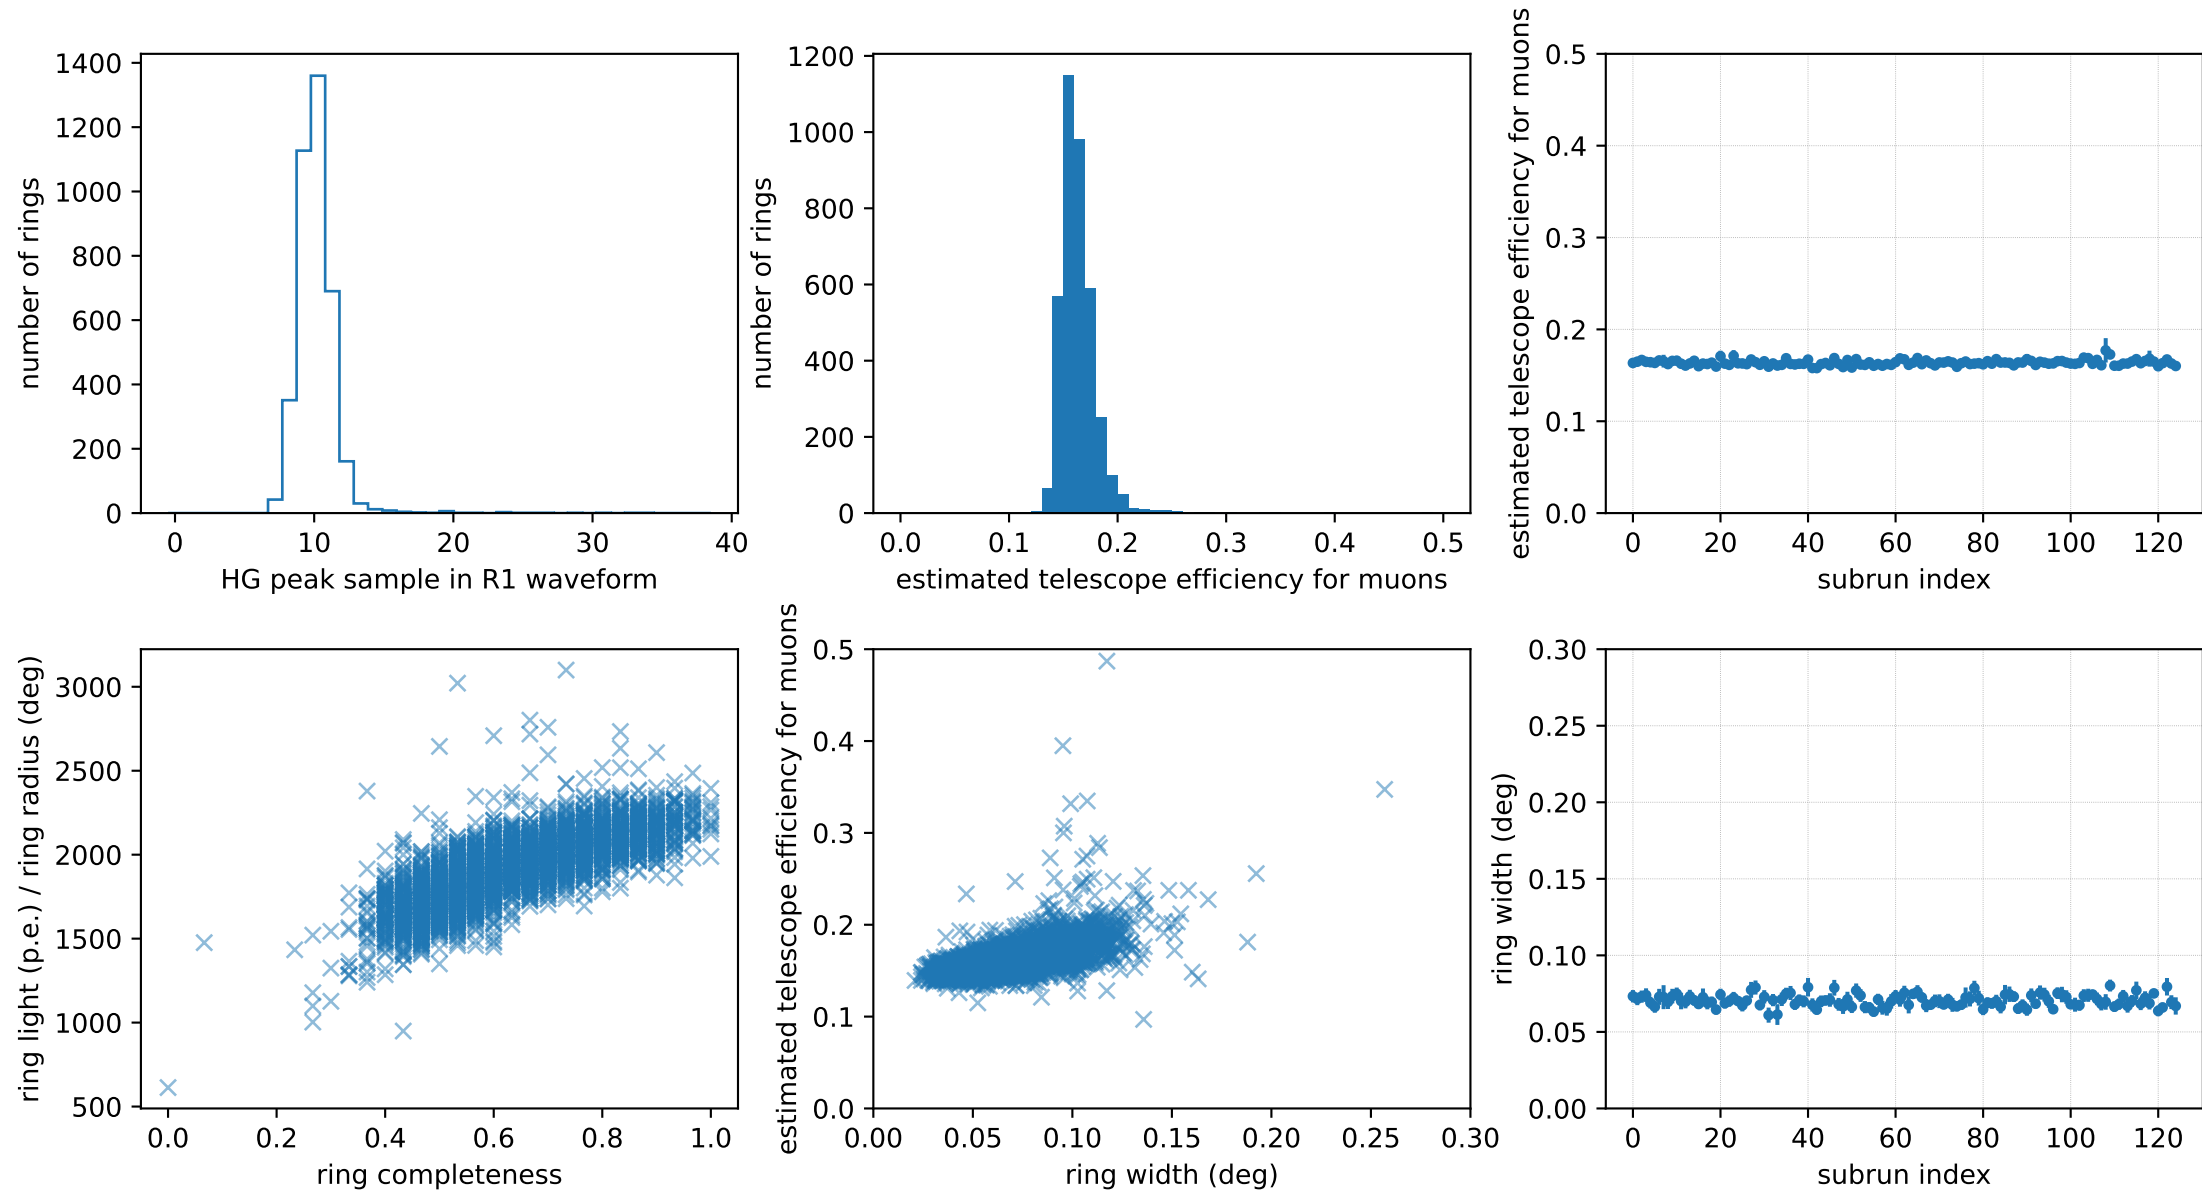 1400
1200
1000
800
600
400
200
0
number of rings
0 10 20 30 40
HG peak sample in R1 waveform
1200
1000
800
600
400
200
0
number of rings
0.0 0.1 0.2 0.3 0.4 0.5
estimated telescope efficiency for muons
0.5
0.4
0.3
0.2
0.1
0.0
estimated telescope efficiency for muons
0 20 40 60 80 100 120
subrun index
3000
2500
2000
1500
1000
500
ring light (p.e.) / ring radius (deg)
0.0 0.2 0.4 0.6 0.8 1.0
ring completeness
0.5
0.4
0.3
0.2
0.1
0.0
estimated telescope efficiency for muons
0.00 0.05 0.10 0.15 0.20 0.25 0.30
ring width (deg)
0.30
0.25
0.20
0.15
0.10
0.05
0.00
ring width (deg)
0 20 40 60 80 100 120
subrun index